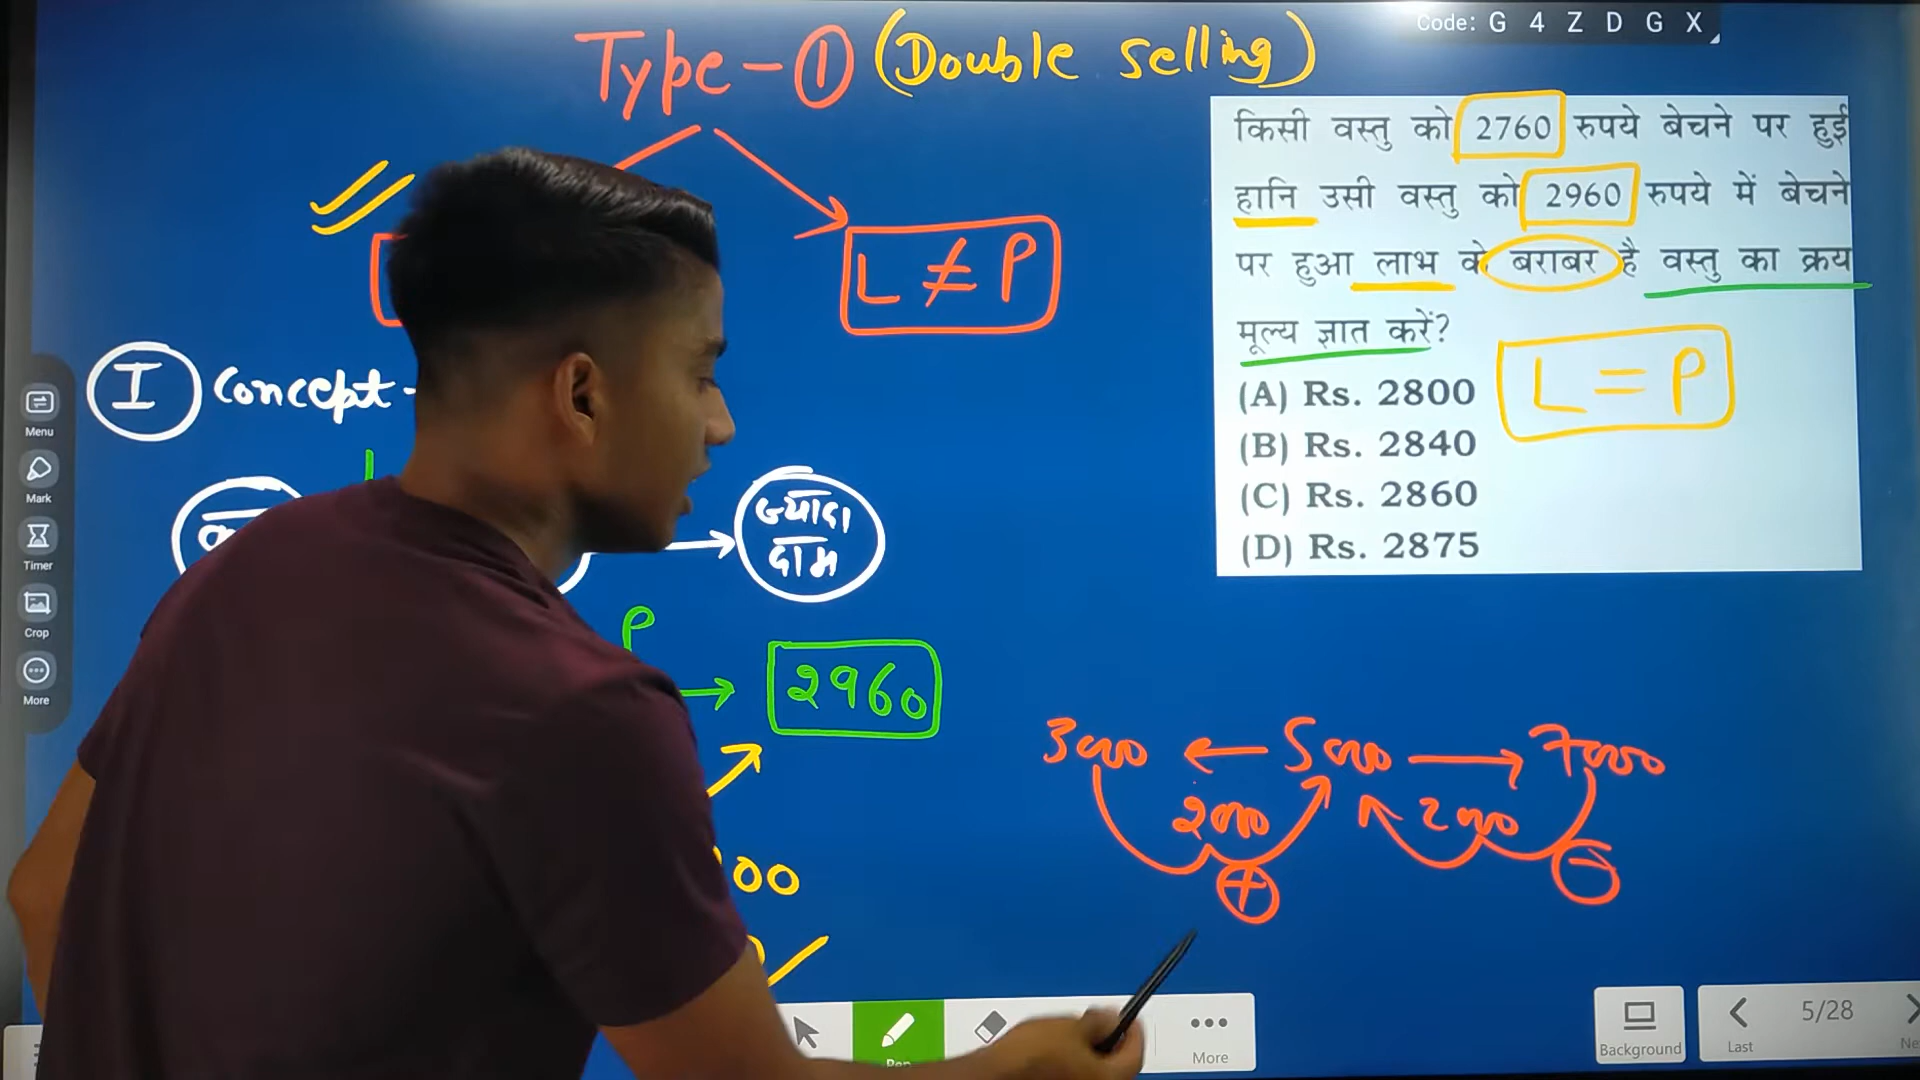 Code: G 4 Z D G X
Type-① (Double selling)
किसी वस्तु को 2760 रुपये बेचने पर हुई
हानि उसी वस्तु को 2960 रुपये में बेचने
पर हुआ लाभ के बराबर है वस्तु का क्रय
मूल्य ज्ञात करें?
(A) Rs. 2800
(B) Rs. 2840
(C) Rs. 2860
(D) Rs. 2875
L = P
L ≠ P
I Concept-
ज्यादा
दाम
P
→ 2960
00
3000 ← 5000 → 7000
2000 2000
+ −
Menu
Mark
Timer
Crop
More
Pen
More
Background
Last
5/28